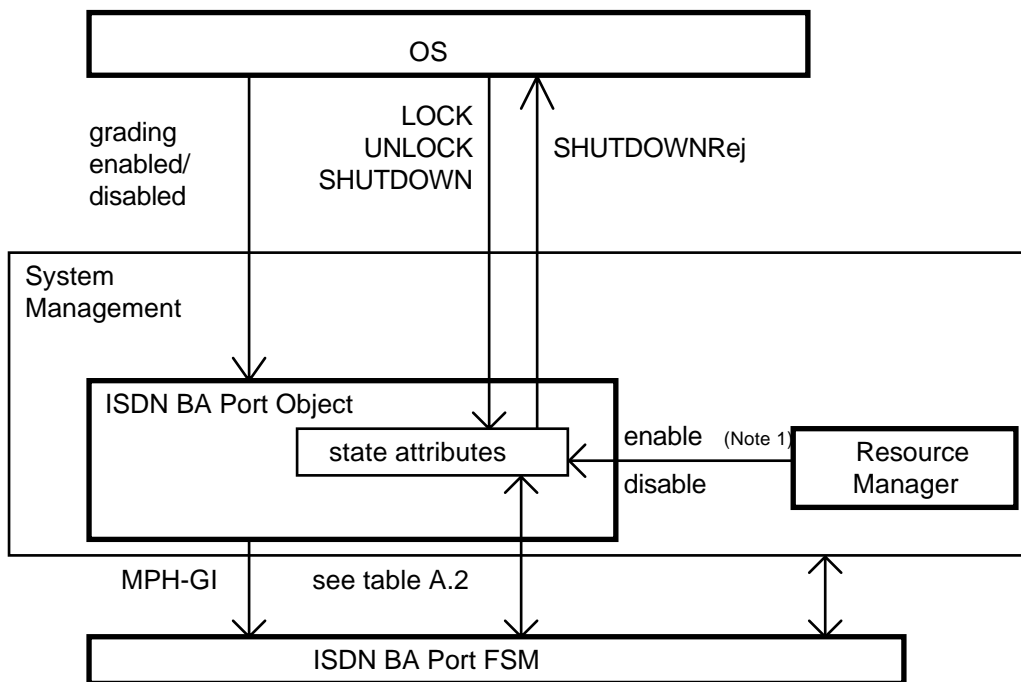 OS
grading
enabled/
disabled
LOCK
UNLOCK
SHUTDOWN
SHUTDOWNRej
System
Management
ISDN BA Port Object
state attributes
enable (Note 1)
disable
Resource
Manager
MPH-GI
see table A.2
ISDN BA Port FSM